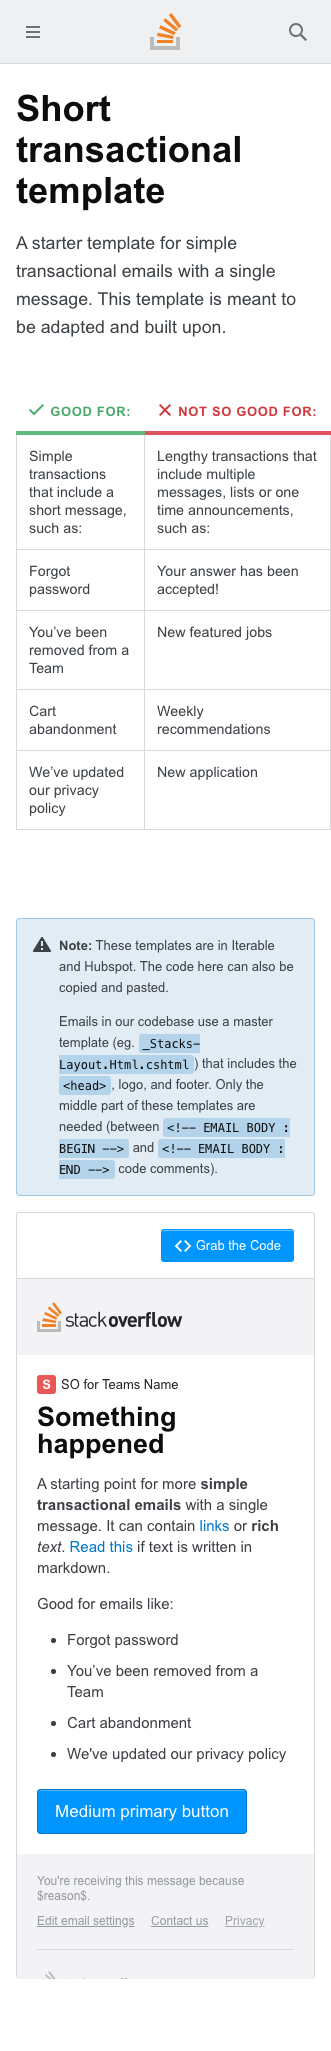 Short
transactional
template
A starter template for simple
transactional emails with a single
message. This template is meant to
be adapted and built upon.
GOOD FOR:
NOT SO GOOD FOR:
Simple
transactions
that include a
short message,
such as:
Lengthy transactions that
include multiple
messages, lists or one
time announcements,
such as:
Forgot
password
Your answer has been
accepted!
You’ve been
removed from a
Team
New featured jobs
Cart
abandonment
Weekly
recommendations
We’ve updated
our privacy
policy
New application
Note: These templates are in Iterable
and Hubspot. The code here can also be
copied and pasted.
Emails in our codebase use a master
template (eg. _Stacks-
Layout.Html.cshtml) that includes the
<head>, logo, and footer. Only the
middle part of these templates are
needed (between <!-- EMAIL BODY :
BEGIN --> and <!-- EMAIL BODY :
END --> code comments).
Grab the Code
stackoverflow
S SO for Teams Name
Something
happened
A starting point for more simple
transactional emails with a single
message. It can contain links or rich
text. Read this if text is written in
markdown.
Good for emails like:
• Forgot password
• You’ve been removed from a
Team
• Cart abandonment
• We've updated our privacy policy
Medium primary button
You're receiving this message because
$reason$.
Edit email settings Contact us Privacy